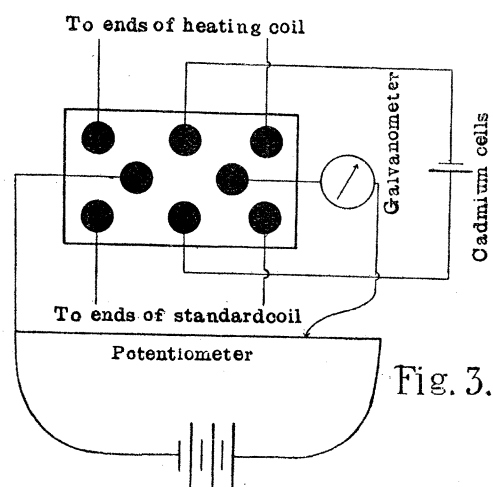 To ends of heating coil
Galvanometer
Cadmium cells
To ends of standardcoil
Potentiometer
Fig. 3.